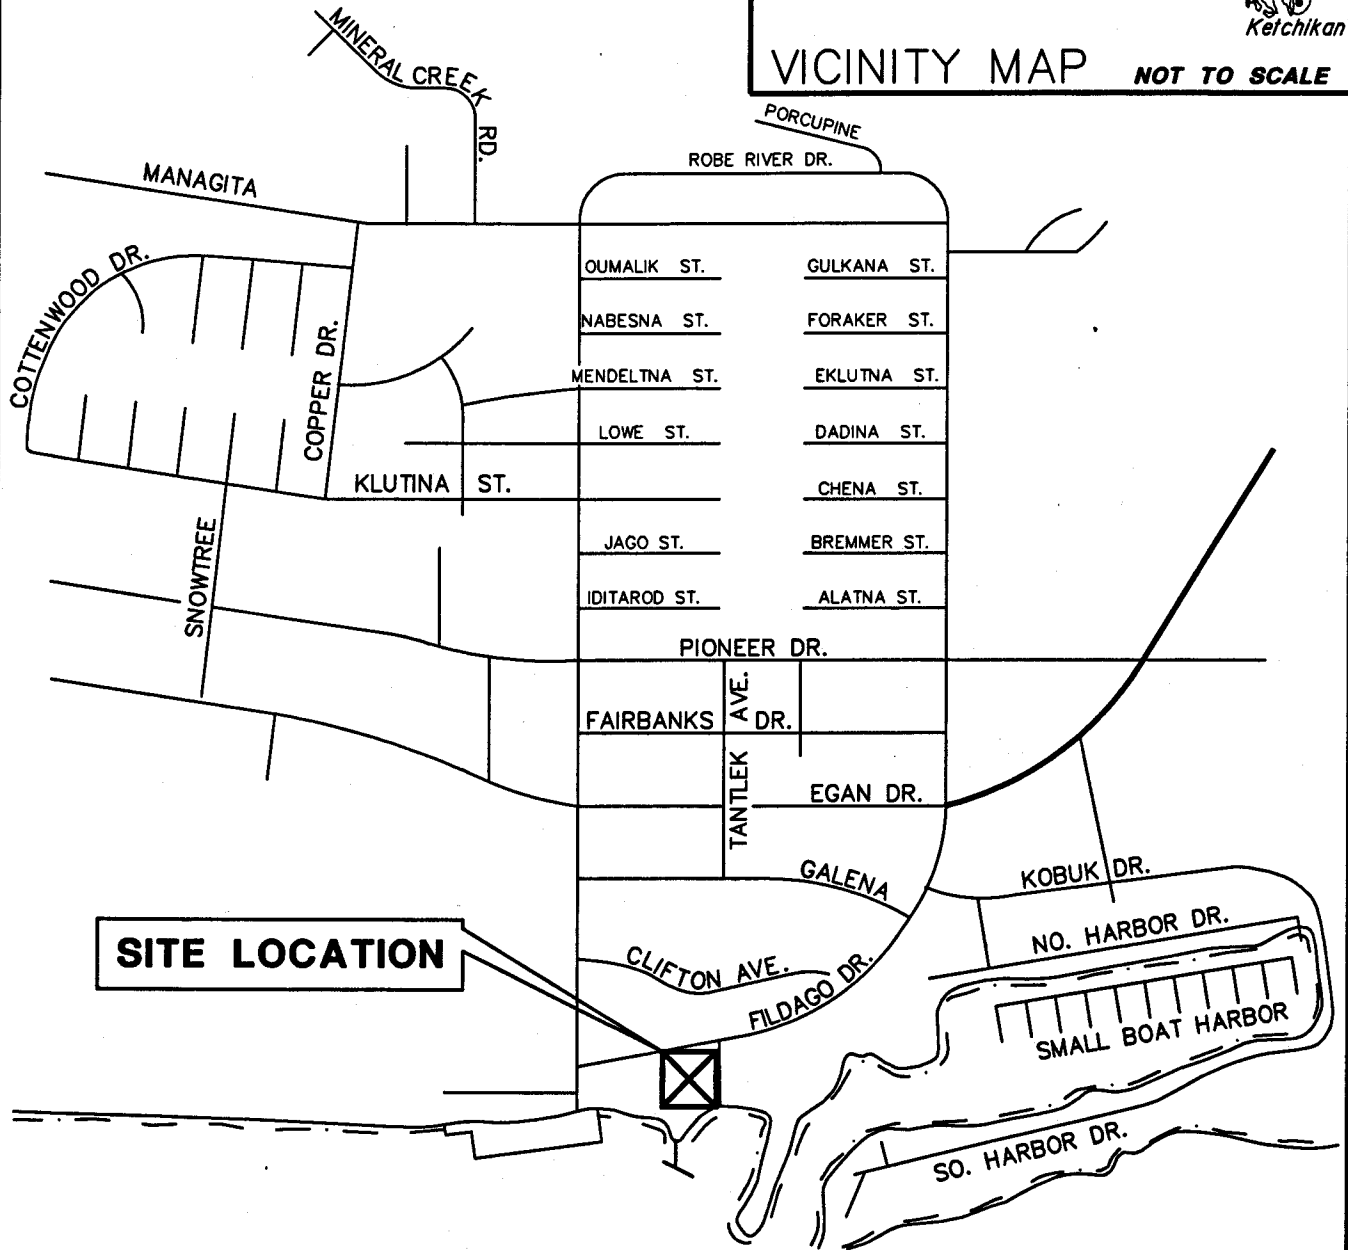 Ketchikan
VICINITY MAP NOT TO SCALE
MINERAL CREEK RD.
PORCUPINE
ROBE RIVER DR.
MANAGITA
COTTENWOOD DR.
OUMALIK ST.
GULKANA ST.
NABESNA ST.
FORAKER ST.
COPPER DR.
MENDELTNA ST.
EKLUTNA ST.
LOWE ST.
DADINA ST.
KLUTINA ST.
CHENA ST.
SNOWTREE
JAGO ST.
BREMMER ST.
IDITAROD ST.
ALATNA ST.
PIONEER DR.
TANTLEK AVE.
FAIRBANKS DR.
EGAN DR.
GALENA
KOBUK DR.
NO. HARBOR DR.
SITE LOCATION
CLIFTON AVE.
FILDAGO DR.
SMALL BOAT HARBOR
SO. HARBOR DR.